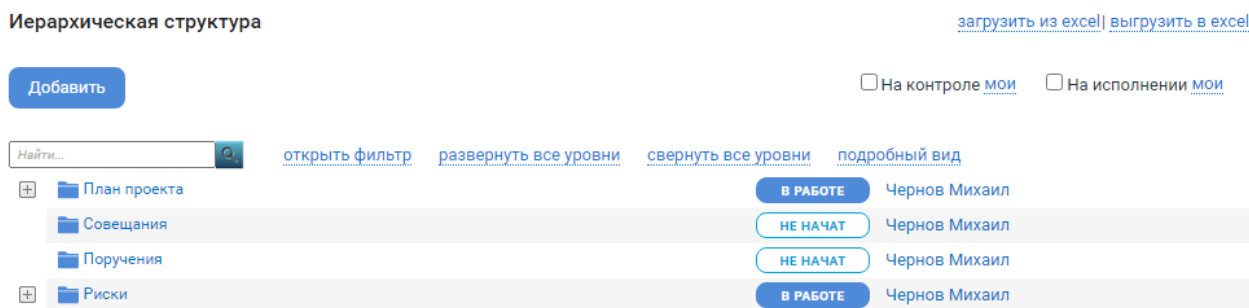 Иерархическая структура
загрузить из excel| выгрузить в excel
Добавить
На контроле мои
На исполнении мои
Найти...
открыть фильтр развернуть все уровни свернуть все уровни подробный вид
План проекта В РАБОТЕ Чернов Михаил
Совещания НЕ НАЧАТ Чернов Михаил
Поручения НЕ НАЧАТ Чернов Михаил
Риски В РАБОТЕ Чернов Михаил